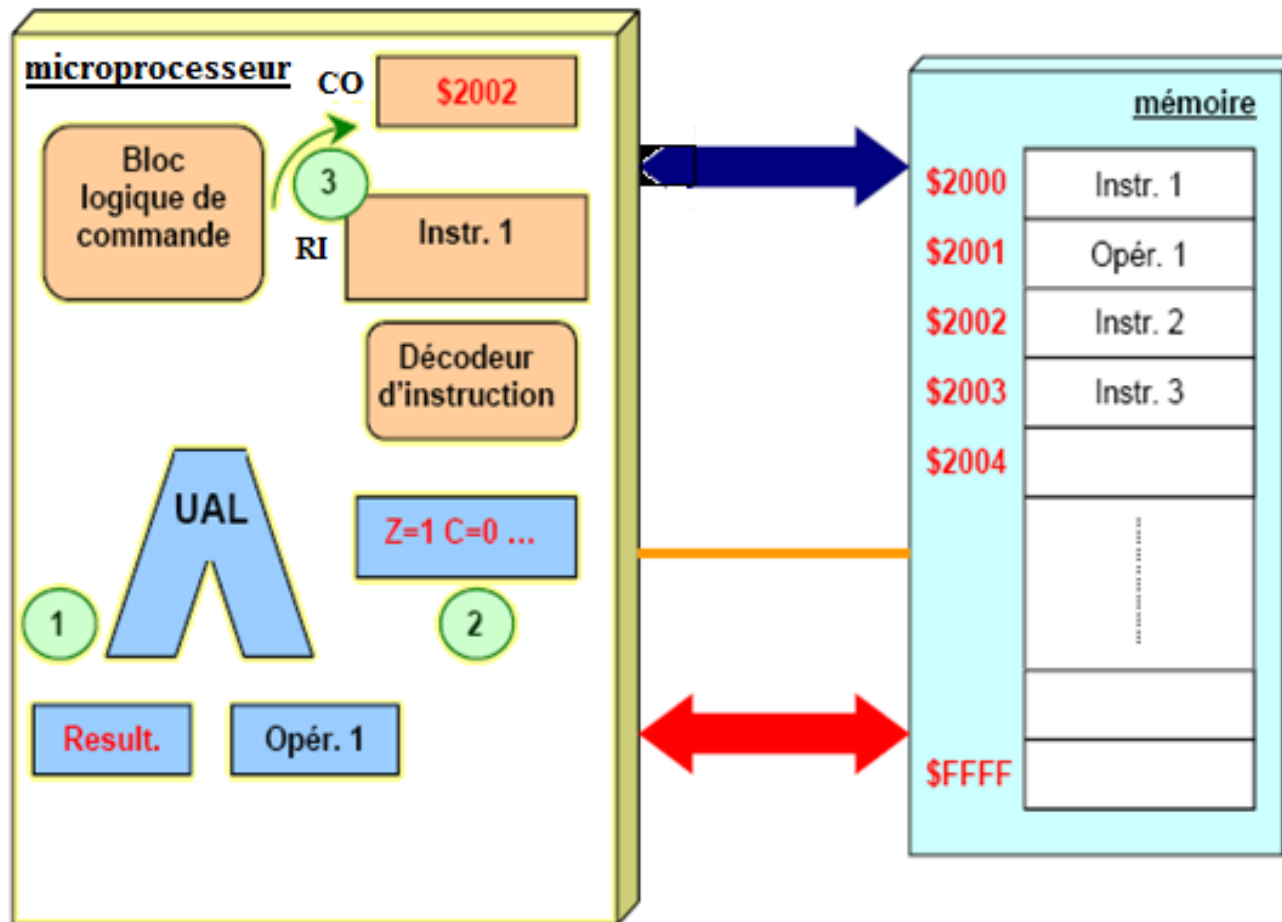 microprocesseur
CO
$2002
Bloc
logique de
commande
3
RI
Instr. 1
Décodeur
d'instruction
UAL
Z=1 C=0 ...
1
2
Result.
Opér. 1
mémoire
$2000
Instr. 1
$2001
Opér. 1
$2002
Instr. 2
$2003
Instr. 3
$2004
$FFFF